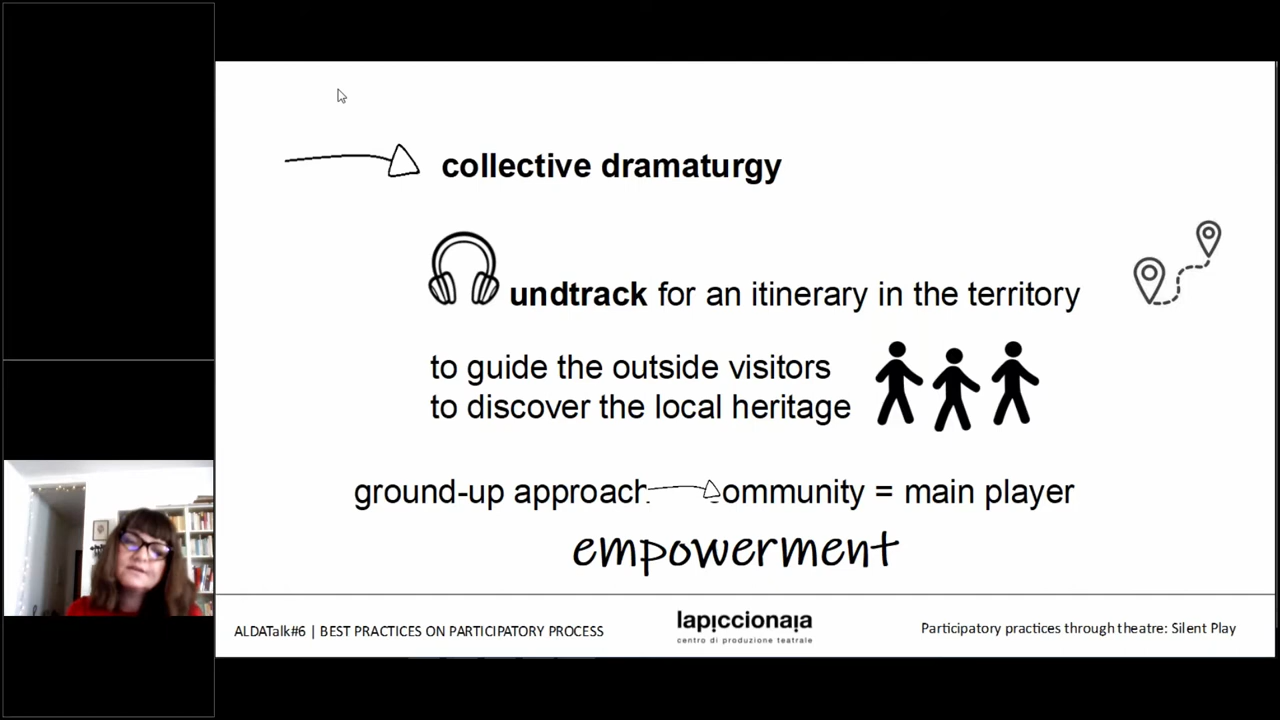 collective dramaturgy
undtrack for an itinerary in the territory
to guide the outside visitors
to discover the local heritage
ground-up approach ommunity = main player
empowerment
ALDATalk#6 | BEST PRACTICES ON PARTICIPATORY PROCESS
lapiccionaia
centro di produzione teatrale
Participatory practices through theatre: Silent Play